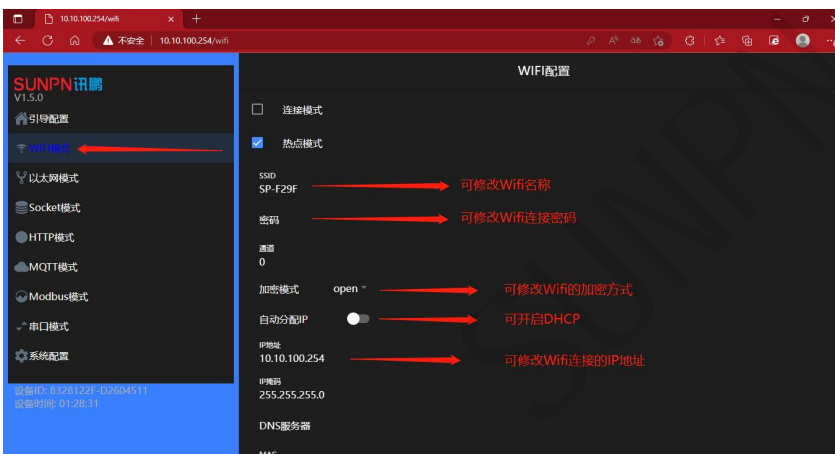 10.10.100.254/wifi
不安全 | 10.10.100.254/wifi
SUNPN讯鹏
V1.5.0
引导配置
WIFI模式
以太网模式
Socket模式
HTTP模式
MQTT模式
Modbus模式
串口模式
系统配置
设备ID: 8328122F-D2604511
设备时间: 01:28:31
WIFI配置
连接模式
热点模式
SSID
SP-F29F 可修改Wifi名称
密码 可修改Wifi连接密码
通道
0
加密模式 open 可修改Wifi的加密方式
自动分配IP 可开启DHCP
IP地址
10.10.100.254 可修改Wifi连接的IP地址
IP掩码
255.255.255.0
DNS服务器
MAC
SUNPN